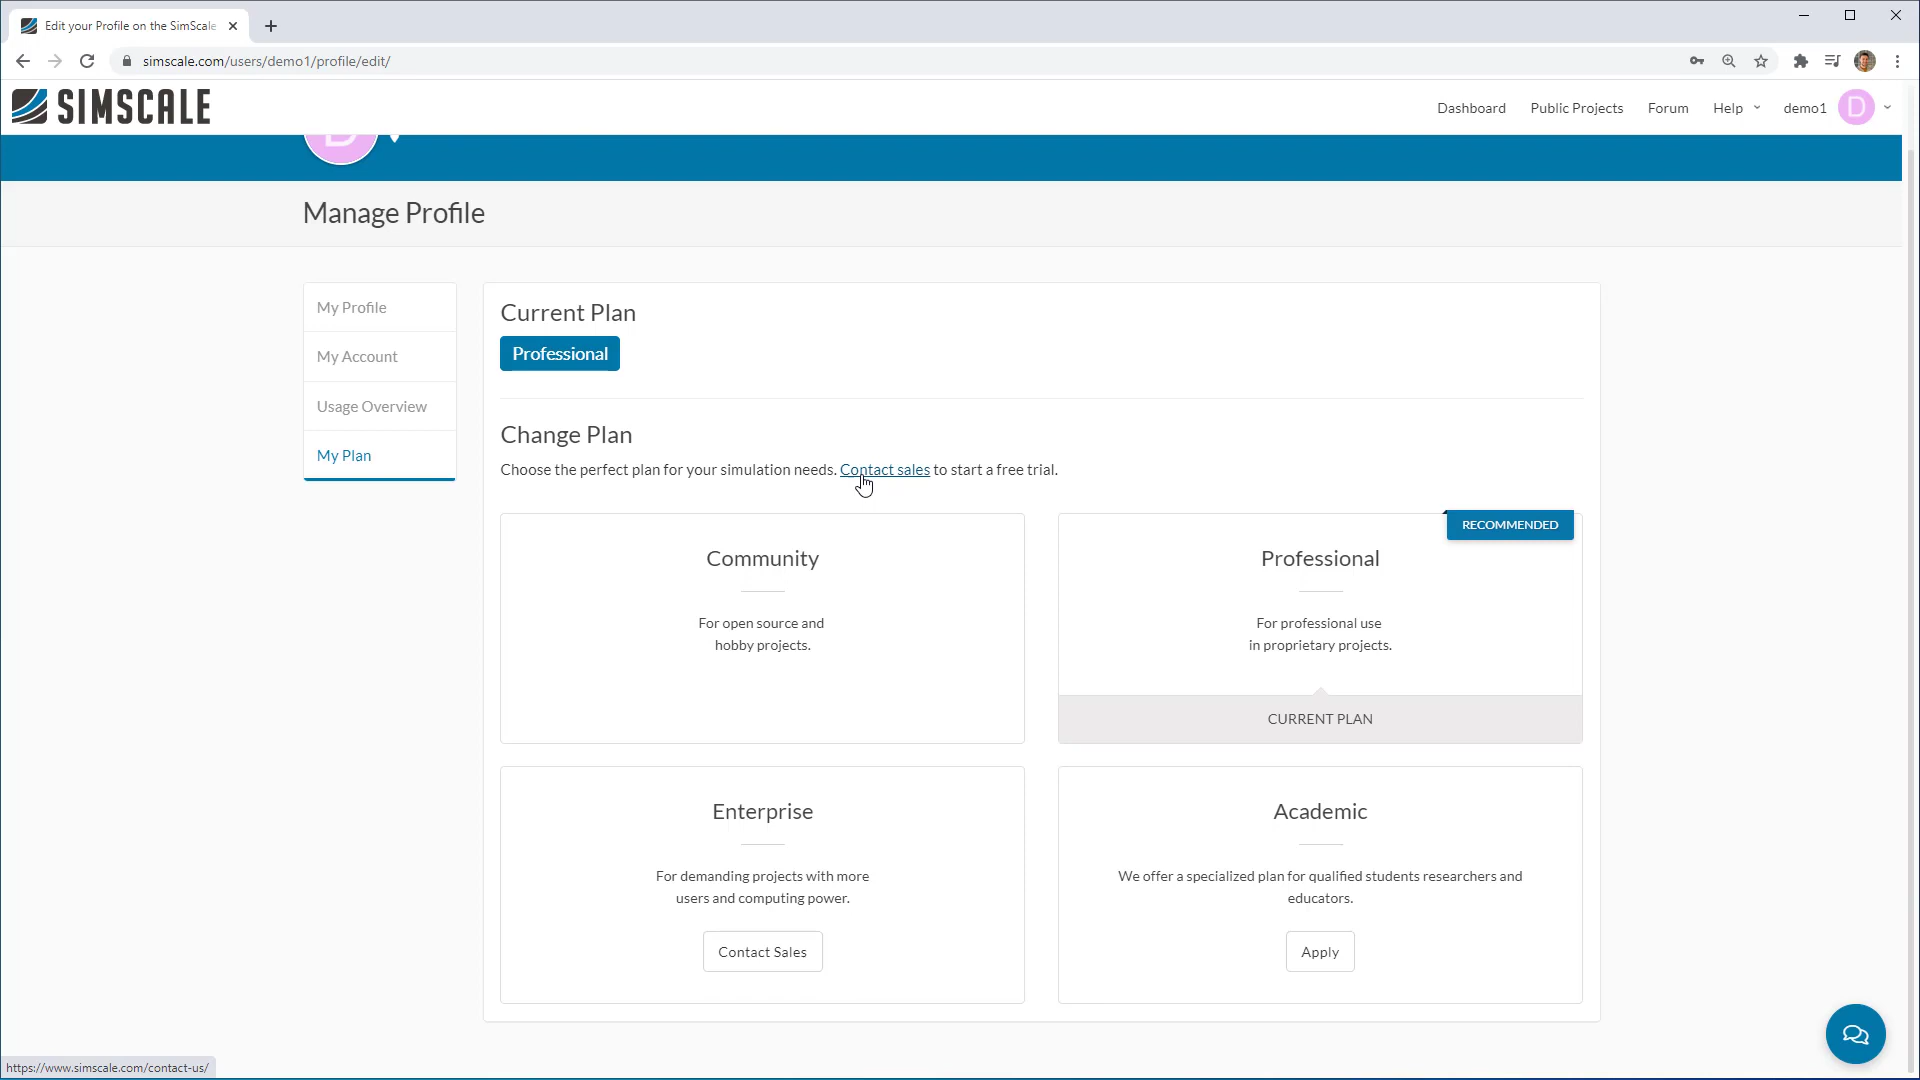 Edit your Profile on the SimScale
simscale.com/users/demo1/profile/edit/
SIMSCALE
Dashboard
Public Projects
Forum
Help
demo1
D
Manage Profile
My Profile
My Account
Usage Overview
My Plan
Current Plan
Professional
Change Plan
Choose the perfect plan for your simulation needs. Contact sales to start a free trial.
Community
For open source and
hobby projects.
RECOMMENDED
Professional
For professional use
in proprietary projects.
CURRENT PLAN
Enterprise
For demanding projects with more
users and computing power.
Contact Sales
Academic
We offer a specialized plan for qualified students researchers and
educators.
Apply
https://www.simscale.com/contact-us/